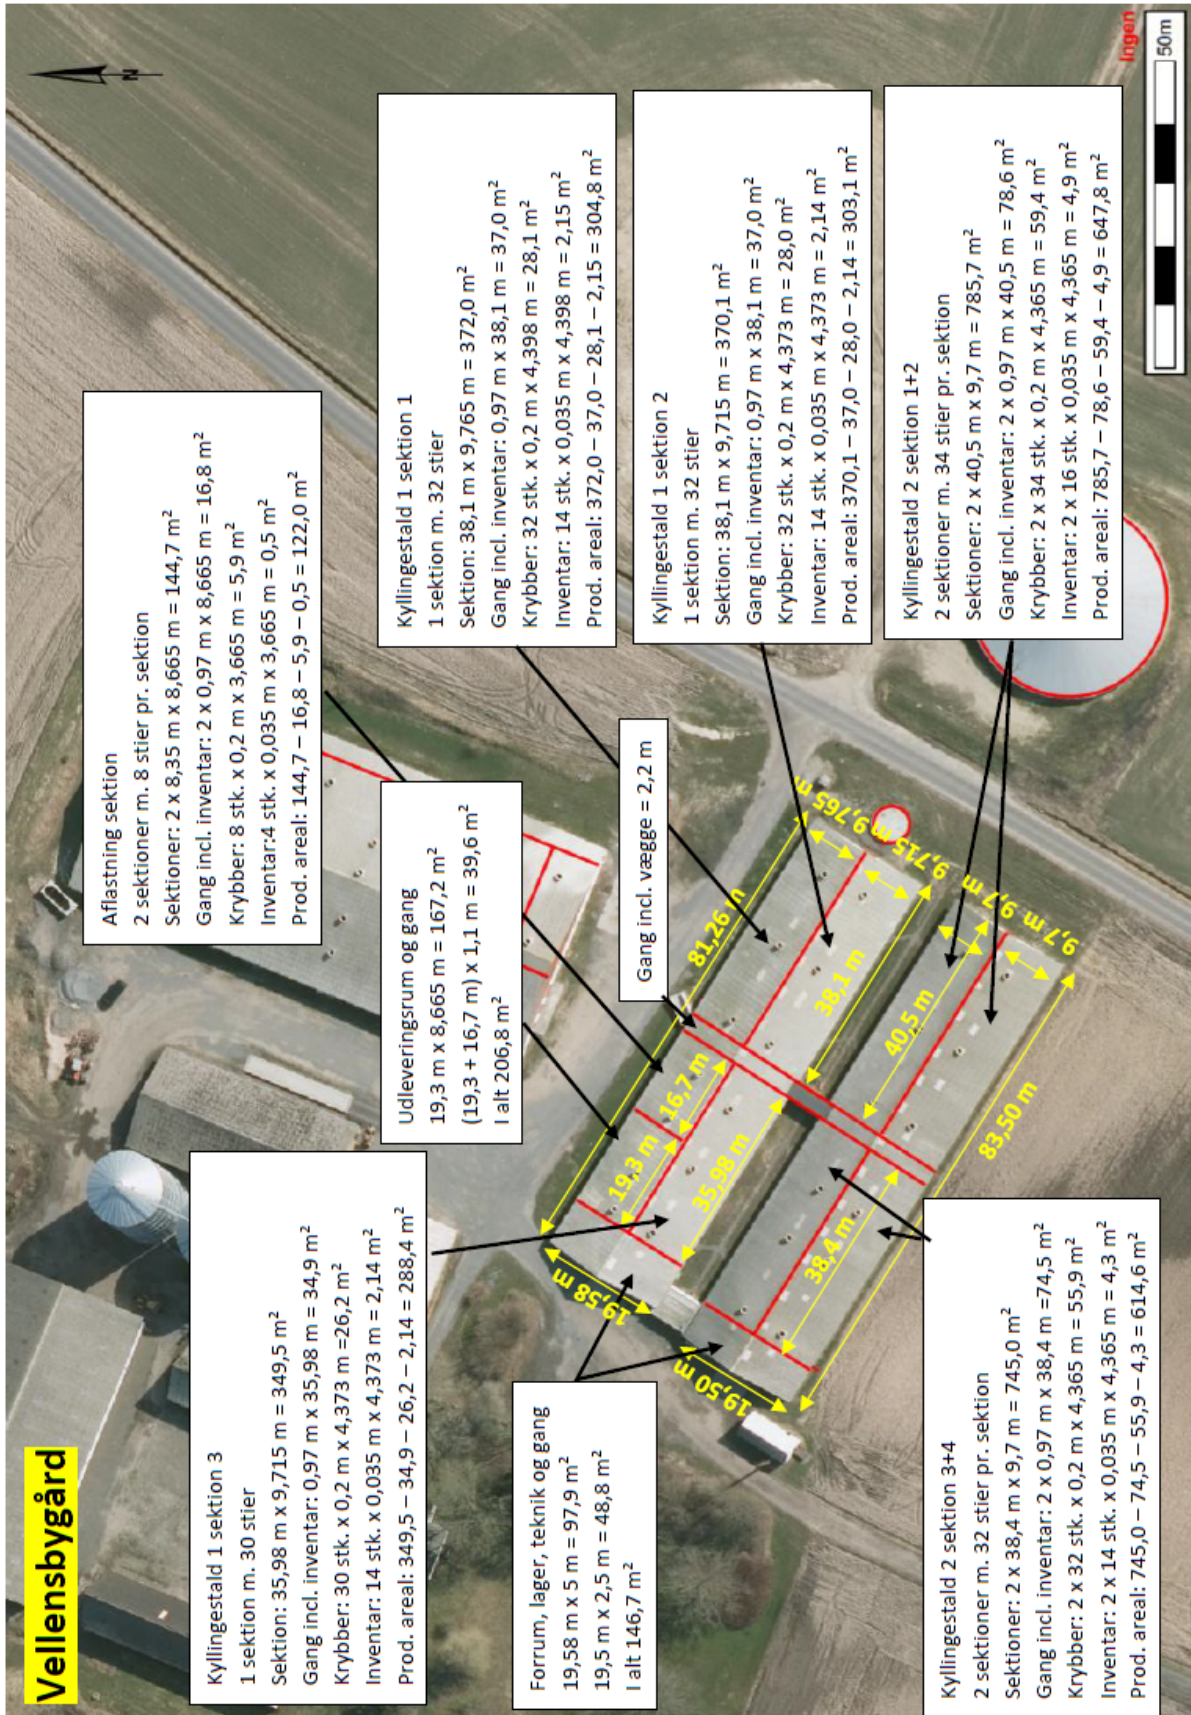 Vellensbygård
N
Aflastning sektion
2 sektioner m. 8 stier pr. sektion
Sektioner: 2 x 8,35 m x 8,665 m = 144,7 m²
Gang incl. inventar: 2 x 0,97 m x 8,665 m = 16,8 m²
Krybber: 8 stk. x 0,2 m x 3,665 m = 5,9 m²
Inventar:4 stk. x 0,035 m x 3,665 m = 0,5 m²
Prod. areal: 144,7 – 16,8 – 5,9 – 0,5 = 122,0 m²
Kyllingestald 1 sektion 3
1 sektion m. 30 stier
Sektion: 35,98 m x 9,715 m = 349,5 m²
Gang incl. inventar: 0,97 m x 35,98 m = 34,9 m²
Krybber: 30 stk. x 0,2 m x 4,373 m =26,2 m²
Inventar: 14 stk. x 0,035 m x 4,373 m = 2,14 m²
Prod. areal: 349,5 – 34,9 – 26,2 – 2,14 = 288,4 m²
Udleveringsrum og gang
19,3 m x 8,665 m = 167,2 m²
(19,3 + 16,7 m) x 1,1 m = 39,6 m²
I alt 206,8 m²
Kyllingestald 1 sektion 1
1 sektion m. 32 stier
Sektion: 38,1 m x 9,765 m = 372,0 m²
Gang incl. inventar: 0,97 m x 38,1 m = 37,0 m²
Krybber: 32 stk. x 0,2 m x 4,398 m = 28,1 m²
Inventar: 14 stk. x 0,035 m x 4,398 m = 2,15 m²
Prod. areal: 372,0 – 37,0 – 28,1 – 2,15 = 304,8 m²
Forrum, lager, teknik og gang
19,58 m x 5 m = 97,9 m²
19,5 m x 2,5 m = 48,8 m²
I alt 146,7 m²
Gang incl. vægge = 2,2 m
Kyllingestald 1 sektion 2
1 sektion m. 32 stier
Sektion: 38,1 m x 9,715 m = 370,1 m²
Gang incl. inventar: 0,97 m x 38,1 m = 37,0 m²
Krybber: 32 stk. x 0,2 m x 4,373 m = 28,0 m²
Inventar: 14 stk. x 0,035 m x 4,373 m = 2,14 m²
Prod. areal: 370,1 – 37,0 – 28,0 – 2,14 = 303,1 m²
81,26 m
19,58 m
19,3 m
16,7 m
35,98 m
38,1 m
9,765 m
9,715 m
19,50 m
38,4 m
40,5 m
9,7 m
9,7 m
83,50 m
Kyllingestald 2 sektion 3+4
2 sektioner m. 32 stier pr. sektion
Sektioner: 2 x 38,4 m x 9,7 m = 745,0 m²
Gang incl. inventar: 2 x 0,97 m x 38,4 m =74,5 m²
Krybber: 2 x 32 stk. x 0,2 m x 4,365 m = 55,9 m²
Inventar: 2 x 14 stk. x 0,035 m x 4,365 m = 4,3 m²
Prod. areal: 745,0 – 74,5 – 55,9 – 4,3 = 614,6 m²
Kyllingestald 2 sektion 1+2
2 sektioner m. 34 stier pr. sektion
Sektioner: 2 x 40,5 m x 9,7 m = 785,7 m²
Gang incl. inventar: 2 x 0,97 m x 40,5 m = 78,6 m²
Krybber: 2 x 34 stk. x 0,2 m x 4,365 m = 59,4 m²
Inventar: 2 x 16 stk. x 0,035 m x 4,365 m = 4,9 m²
Prod. areal: 785,7 – 78,6 – 59,4 – 4,9 = 647,8 m²
Ingen
50m